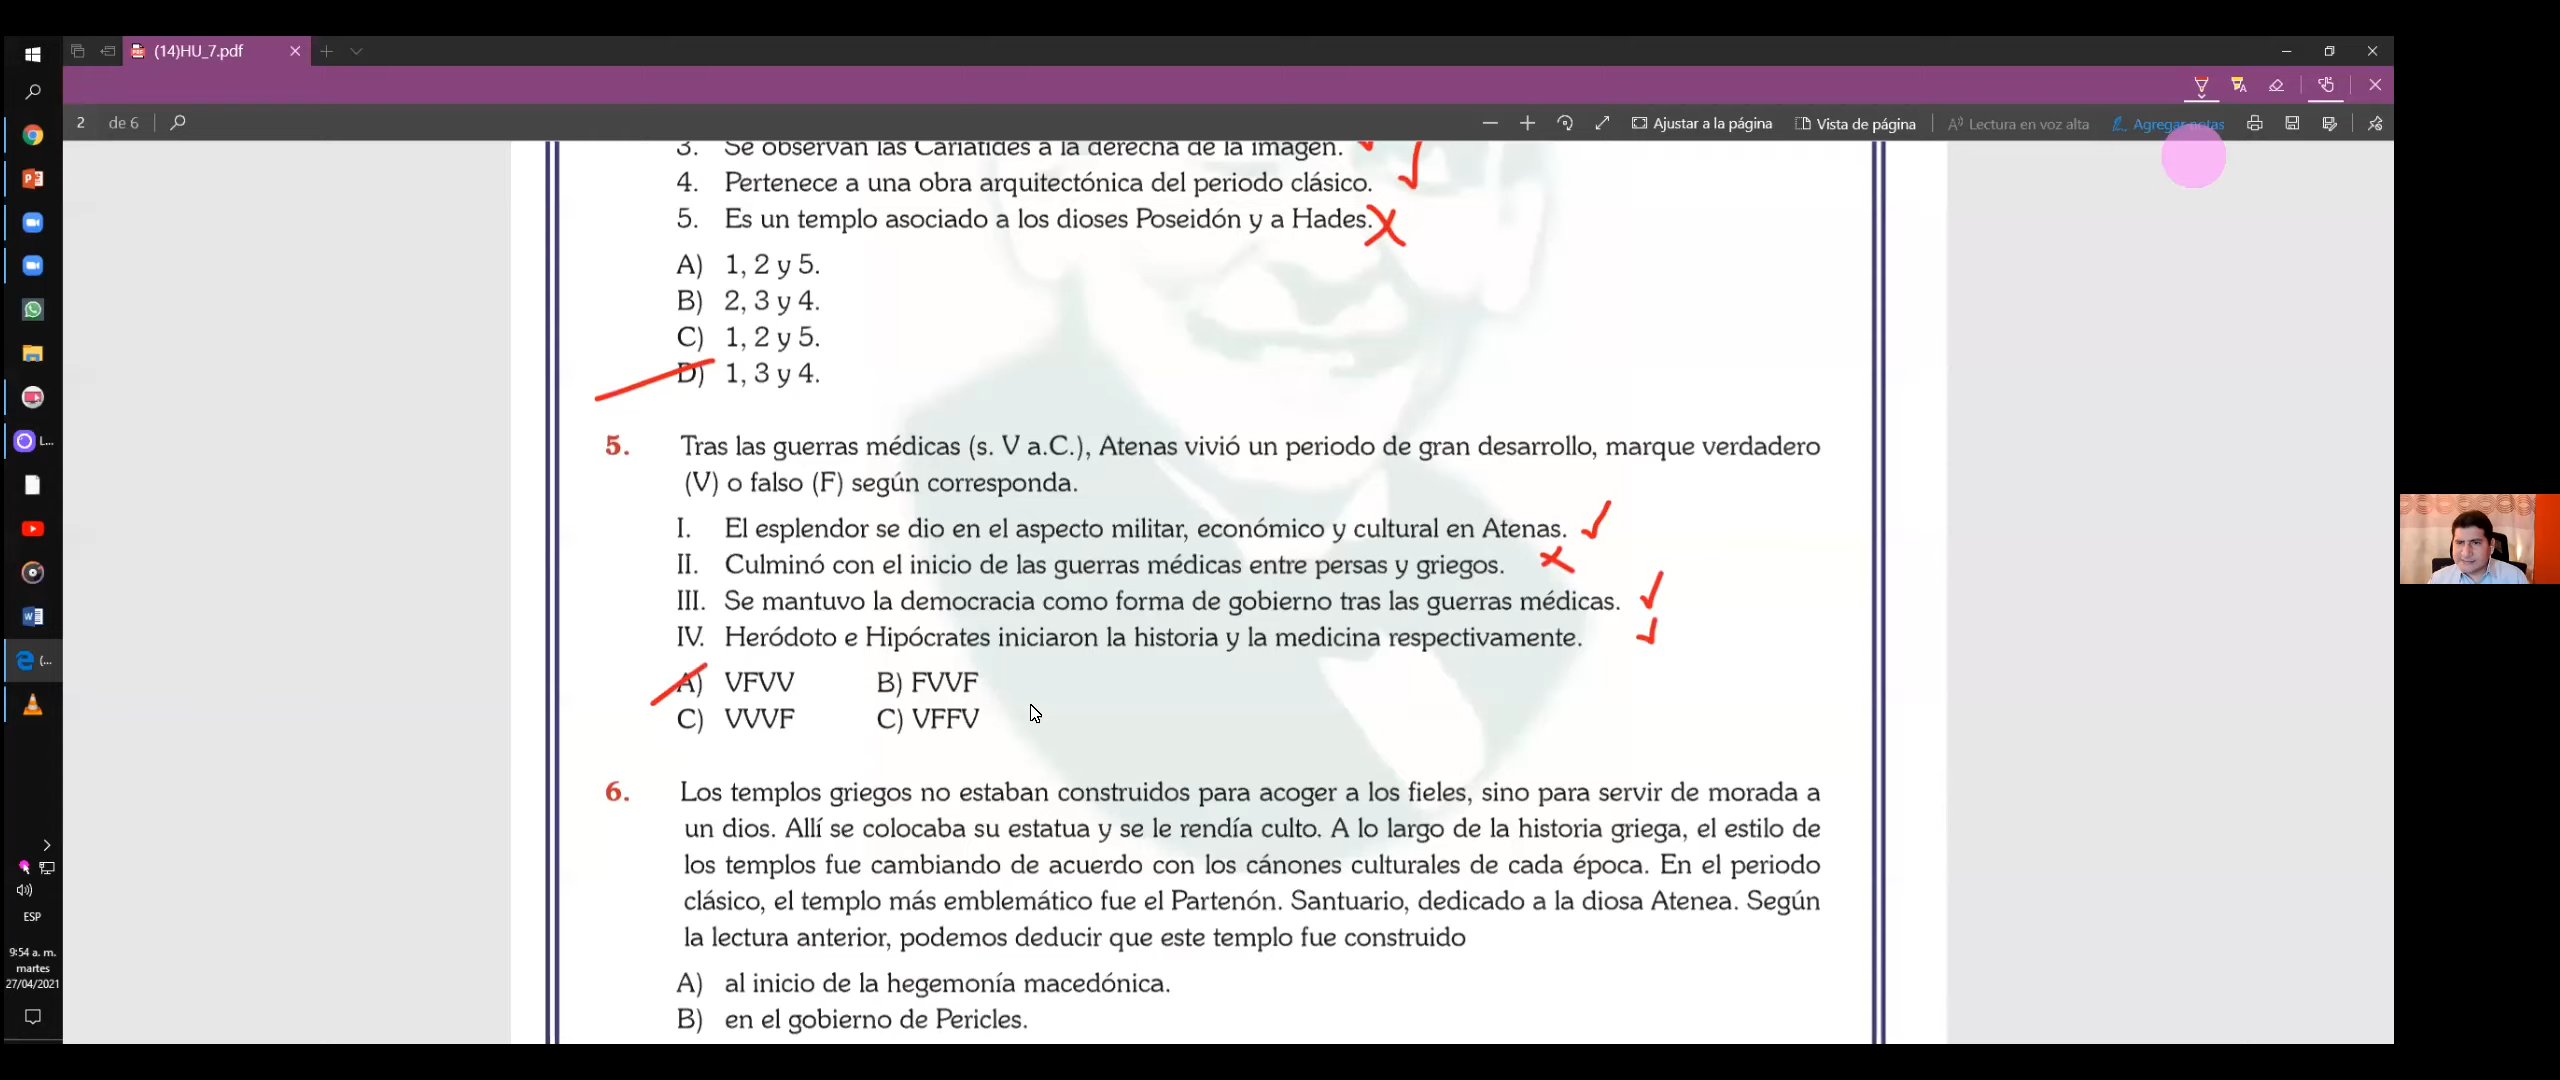 (14)HU_7.pdf
2 de 6
Ajustar a la página
Vista de página
Lectura en voz alta
Agregar notas
3. Se observan las Cariátides a la derecha de la imagen.
4. Pertenece a una obra arquitectónica del periodo clásico.
5. Es un templo asociado a los dioses Poseidón y a Hades.
A) 1, 2 y 5.
B) 2, 3 y 4.
C) 1, 2 y 5.
D) 1, 3 y 4.
5. Tras las guerras médicas (s. V a.C.), Atenas vivió un periodo de gran desarrollo, marque verdadero
(V) o falso (F) según corresponda.
I. El esplendor se dio en el aspecto militar, económico y cultural en Atenas.
II. Culminó con el inicio de las guerras médicas entre persas y griegos.
III. Se mantuvo la democracia como forma de gobierno tras las guerras médicas.
IV. Heródoto e Hipócrates iniciaron la historia y la medicina respectivamente.
A) VFVV B) FVVF
C) VVVF C) VFFV
6. Los templos griegos no estaban construidos para acoger a los fieles, sino para servir de morada a
un dios. Allí se colocaba su estatua y se le rendía culto. A lo largo de la historia griega, el estilo de
los templos fue cambiando de acuerdo con los cánones culturales de cada época. En el periodo
clásico, el templo más emblemático fue el Partenón. Santuario, dedicado a la diosa Atenea. Según
la lectura anterior, podemos deducir que este templo fue construido
A) al inicio de la hegemonía macedónica.
B) en el gobierno de Pericles.
L...
(...
ESP
9:54 a. m.
martes
27/04/2021